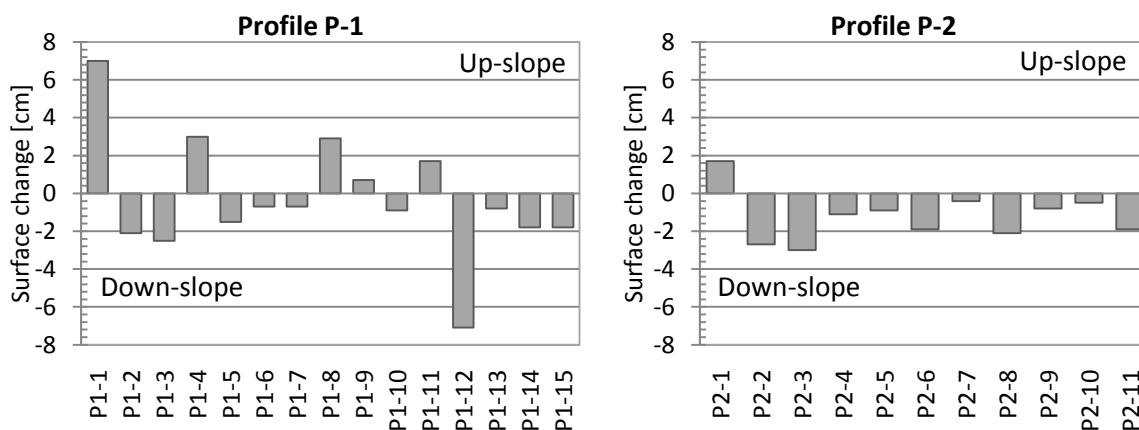 Profile P-1
Surface change [cm]
8
6
4
2
0
-2
-4
-6
-8
Up-slope
Down-slope
P1-1
P1-2
P1-3
P1-4
P1-5
P1-6
P1-7
P1-8
P1-9
P1-10
P1-11
P1-12
P1-13
P1-14
P1-15
Profile P-2
Surface change [cm]
8
6
4
2
0
-2
-4
-6
-8
Up-slope
Down-slope
P2-1
P2-2
P2-3
P2-4
P2-5
P2-6
P2-7
P2-8
P2-9
P2-10
P2-11